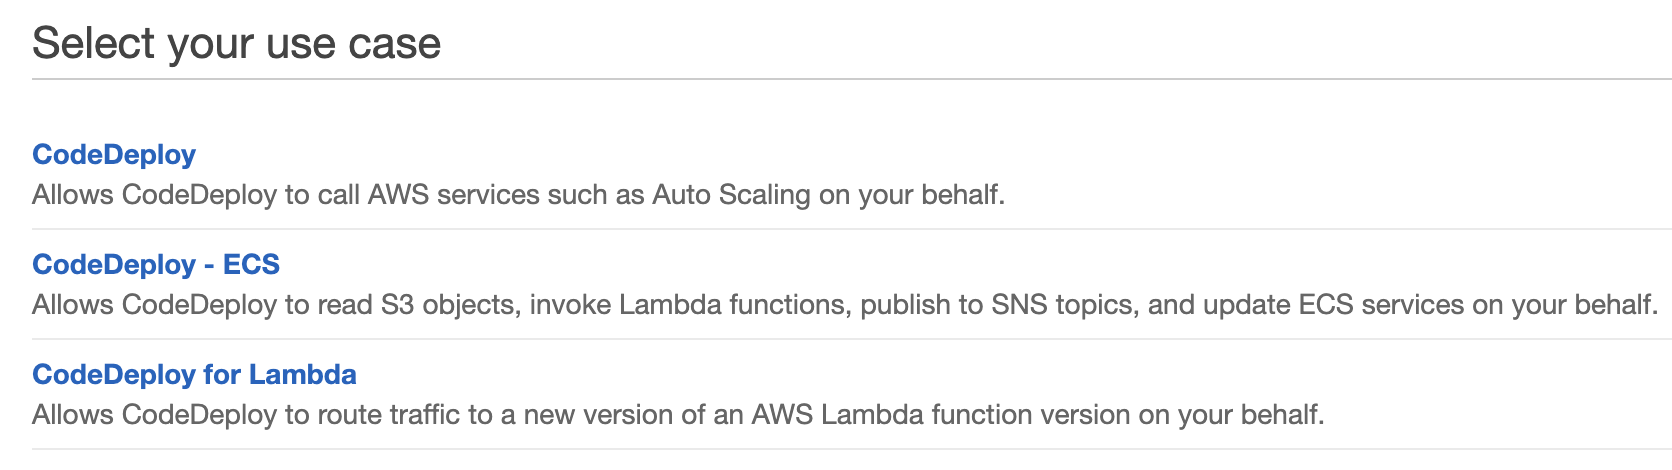 Select your use case
CodeDeploy
Allows CodeDeploy to call AWS services such as Auto Scaling on your behalf.
CodeDeploy - ECS
Allows CodeDeploy to read S3 objects, invoke Lambda functions, publish to SNS topics, and update ECS services on your behalf.
CodeDeploy for Lambda
Allows CodeDeploy to route traffic to a new version of an AWS Lambda function version on your behalf.